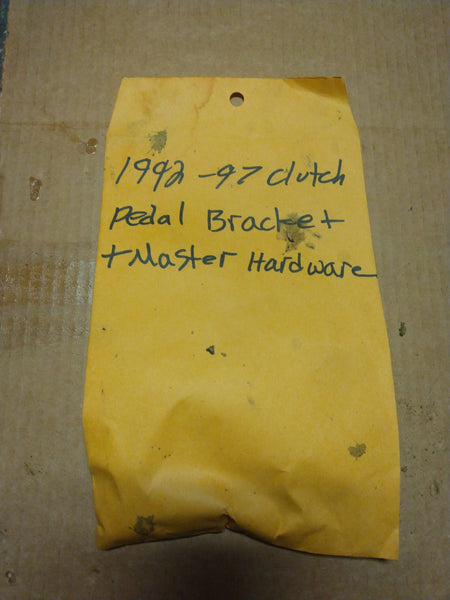 1992 -97 Clutch
Pedal Bracket
+ Master Hardware